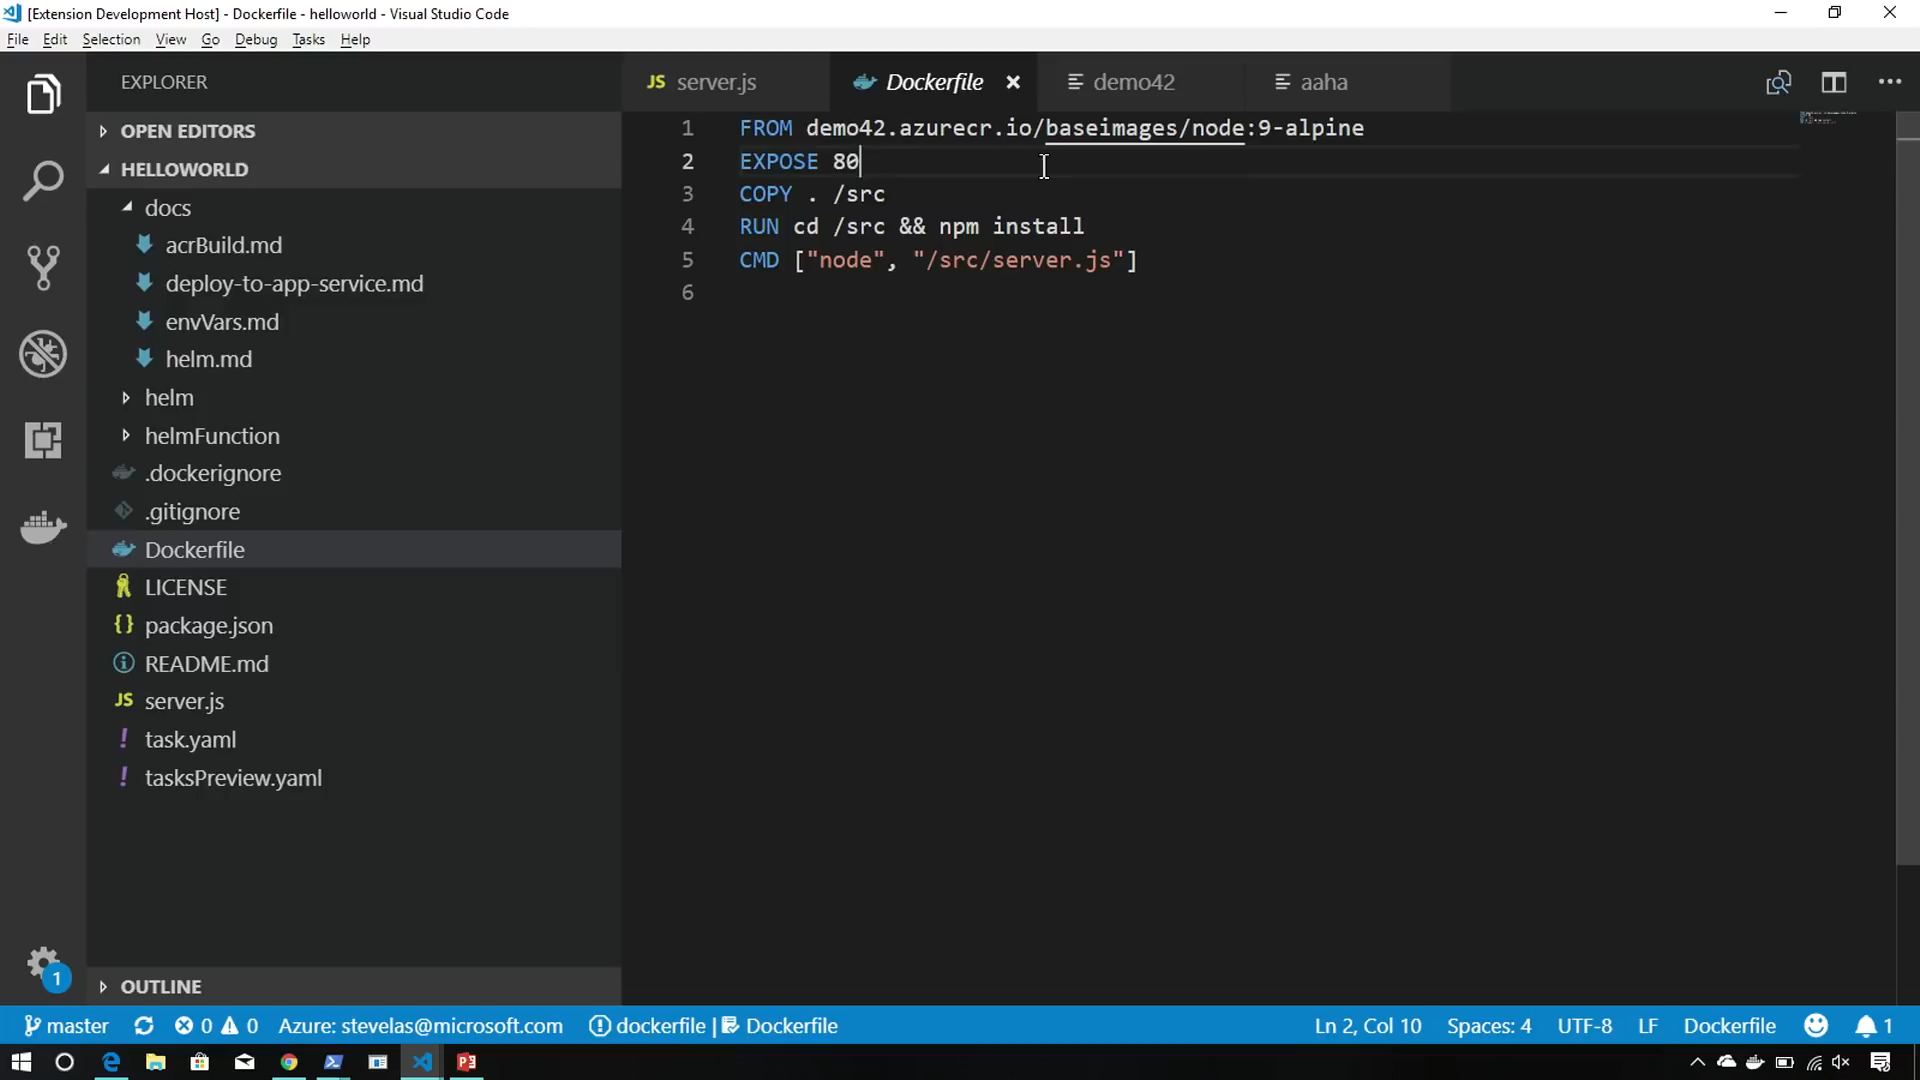 [Extension Development Host] - Dockerfile - helloworld - Visual Studio Code
File Edit Selection View Go Debug Tasks Help
EXPLORER
OPEN EDITORS
HELLOWORLD
docs
acrBuild.md
deploy-to-app-service.md
envVars.md
helm.md
helm
helmFunction
.dockerignore
.gitignore
Dockerfile
LICENSE
package.json
README.md
JS server.js
! task.yaml
! tasksPreview.yaml
OUTLINE
1
JS server.js Dockerfile demo42 aaha
1 FROM demo42.azurecr.io/baseimages/node:9-alpine
2 EXPOSE 80
3 COPY . /src
4 RUN cd /src && npm install
5 CMD ["node", "/src/server.js"]
6
master 0 0 Azure: stevelas@microsoft.com dockerfile | Dockerfile Ln 2, Col 10 Spaces: 4 UTF-8 LF Dockerfile 1